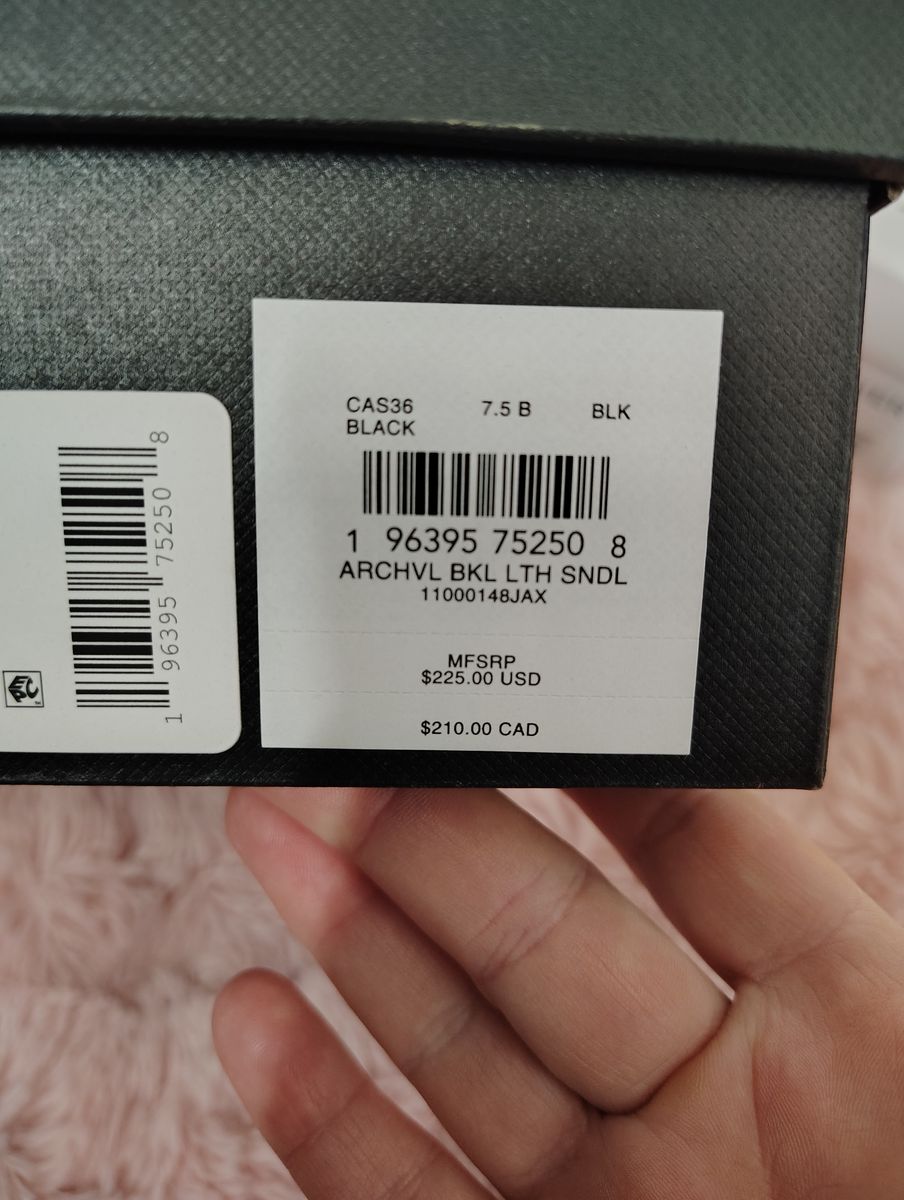 CAS36 7.5 B BLK
BLACK
1 96395 75250 8
ARCHVL BKL LTH SNDL
11000148JAX
MFSRP
$225.00 USD
$210.00 CAD
1 96395 75250 8